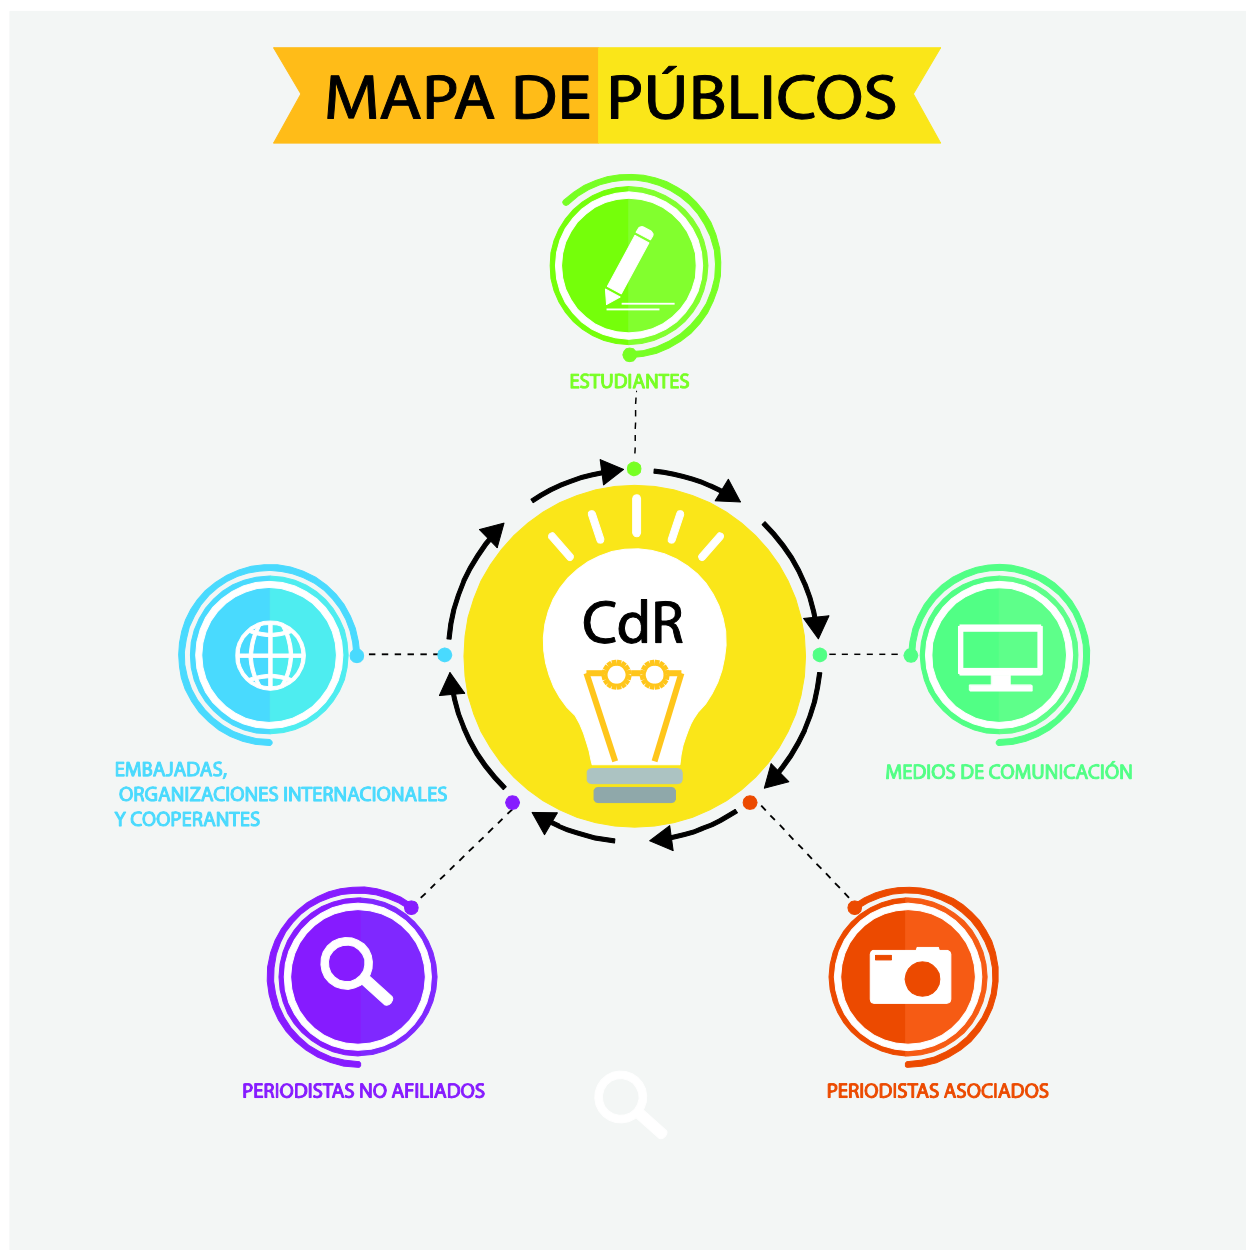 MAPA DE PÚBLICOS
ESTUDIANTES
CdR
EMBAJADAS,
ORGANIZACIONES INTERNACIONALES
Y COOPERANTES
MEDIOS DE COMUNICACIÓN
PERIODISTAS NO AFILIADOS
PERIODISTAS ASOCIADOS